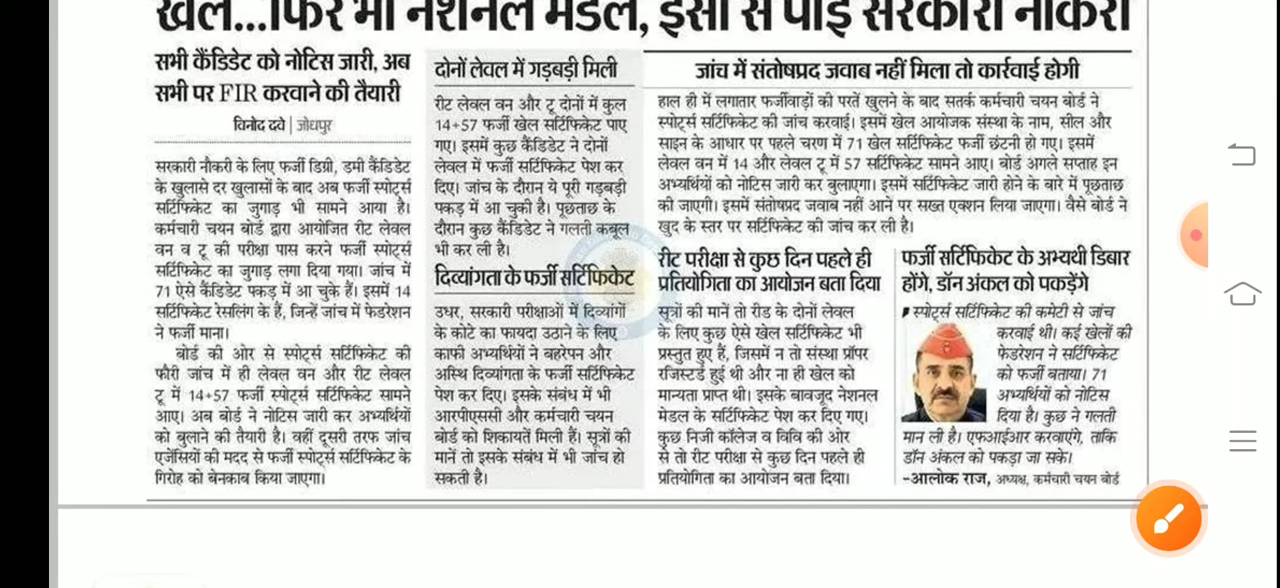 खेल...फिर भी नेशनल मेडल, इसी से पाई सरकारी नौकरी
सभी कैंडिडेट को नोटिस जारी, अब
सभी पर FIR करवाने की तैयारी
विनोद दवे | जोधपुर
सरकारी नौकरी के लिए फर्जी डिग्री, डमी कैंडिडेट
के खुलासे दर खुलासों के बाद अब फर्जी स्पोर्ट्स
सर्टिफिकेट का जुगाड़ भी सामने आया है।
कर्मचारी चयन बोर्ड द्वारा आयोजित रीट लेवल
वन व टू की परीक्षा पास करने फर्जी स्पोर्ट्स
सर्टिफिकेट का जुगाड़ लगा दिया गया। जांच में
71 ऐसे कैंडिडेट पकड़ में आ चुके हैं। इसमें 14
सर्टिफिकेट रेसलिंग के हैं, जिन्हें जांच में फेडरेशन
ने फर्जी माना।
बोर्ड की ओर से स्पोर्ट्स सर्टिफिकेट की
फौरी जांच में ही लेवल वन और रीट लेवल
टू में 14+57 फर्जी स्पोर्ट्स सर्टिफिकेट सामने
आए। अब बोर्ड ने नोटिस जारी कर अभ्यर्थियों
को बुलाने की तैयारी है। वहीं दूसरी तरफ जांच
एजेंसियों की मदद से फर्जी स्पोर्ट्स सर्टिफिकेट के
गिरोह को बेनकाब किया जाएगा।
दोनों लेवल में गड़बड़ी मिली
रीट लेवल वन और टू दोनों में कुल
14+57 फर्जी खेल सर्टिफिकेट पाए
गए। इसमें कुछ कैंडिडेट ने दोनों
लेवल में फर्जी सर्टिफिकेट पेश कर
दिए। जांच के दौरान ये पूरी गड़बड़ी
पकड़ में आ चुकी है। पूछताछ के
दौरान कुछ कैंडिडेट ने गलती कबूल
भी कर ली है।
दिव्यांगता के फर्जी सर्टिफिकेट
उधर, सरकारी परीक्षाओं में दिव्यांगों
के कोटे का फायदा उठाने के लिए
काफी अभ्यर्थियों ने बहरेपन और
अस्थि दिव्यांगता के फर्जी सर्टिफिकेट
पेश कर दिए। इसके संबंध में भी
आरपीएससी और कर्मचारी चयन
बोर्ड को शिकायतें मिली हैं। सूत्रों की
मानें तो इसके संबंध में भी जांच हो
सकती है।
जांच में संतोषप्रद जवाब नहीं मिला तो कार्रवाई होगी
हाल ही में लगातार फर्जीवाड़ों की परतें खुलने के बाद सतर्क कर्मचारी चयन बोर्ड ने
स्पोर्ट्स सर्टिफिकेट की जांच करवाई। इसमें खेल आयोजक संस्था के नाम, सील और
साइन के आधार पर पहले चरण में 71 खेल सर्टिफिकेट फर्जी छंटनी हो गए। इसमें
लेवल वन में 14 और लेवल टू में 57 सर्टिफिकेट सामने आए। बोर्ड अगले सप्ताह इन
अभ्यर्थियों को नोटिस जारी कर बुलाएगा। इसमें सर्टिफिकेट जारी होने के बारे में पूछताछ
की जाएगी। इसमें संतोषप्रद जवाब नहीं आने पर सख्त एक्शन लिया जाएगा। वैसे बोर्ड ने
खुद के स्तर पर सर्टिफिकेट की जांच कर ली है।
रीट परीक्षा से कुछ दिन पहले ही
प्रतियोगिता का आयोजन बता दिया
सूत्रों की मानें तो रीड के दोनों लेवल
के लिए कुछ ऐसे खेल सर्टिफिकेट भी
प्रस्तुत हुए हैं, जिसमें न तो संस्था प्रॉपर
रजिस्टर्ड हुई थी और ना ही खेल को
मान्यता प्राप्त थी। इसके बावजूद नेशनल
मेडल के सर्टिफिकेट पेश कर दिए गए।
कुछ निजी कॉलेज व विवि की ओर
से तो रीट परीक्षा से कुछ दिन पहले ही
प्रतियोगिता का आयोजन बता दिया।
फर्जी सर्टिफिकेट के अभ्यथी डिबार
होंगे, डॉन अंकल को पकड़ेंगे
स्पोर्ट्स सर्टिफिकेट की कमेटी से जांच
करवाई थी। कई खेलों की
फेडरेशन ने सर्टिफिकेट
को फर्जी बताया। 71
अभ्यर्थियों को नोटिस
दिया है। कुछ ने गलती
मान ली है। एफआईआर करवाएंगे, ताकि
डॉन अंकल को पकड़ा जा सके।
-आलोक राज, अध्यक्ष, कर्मचारी चयन बोर्ड